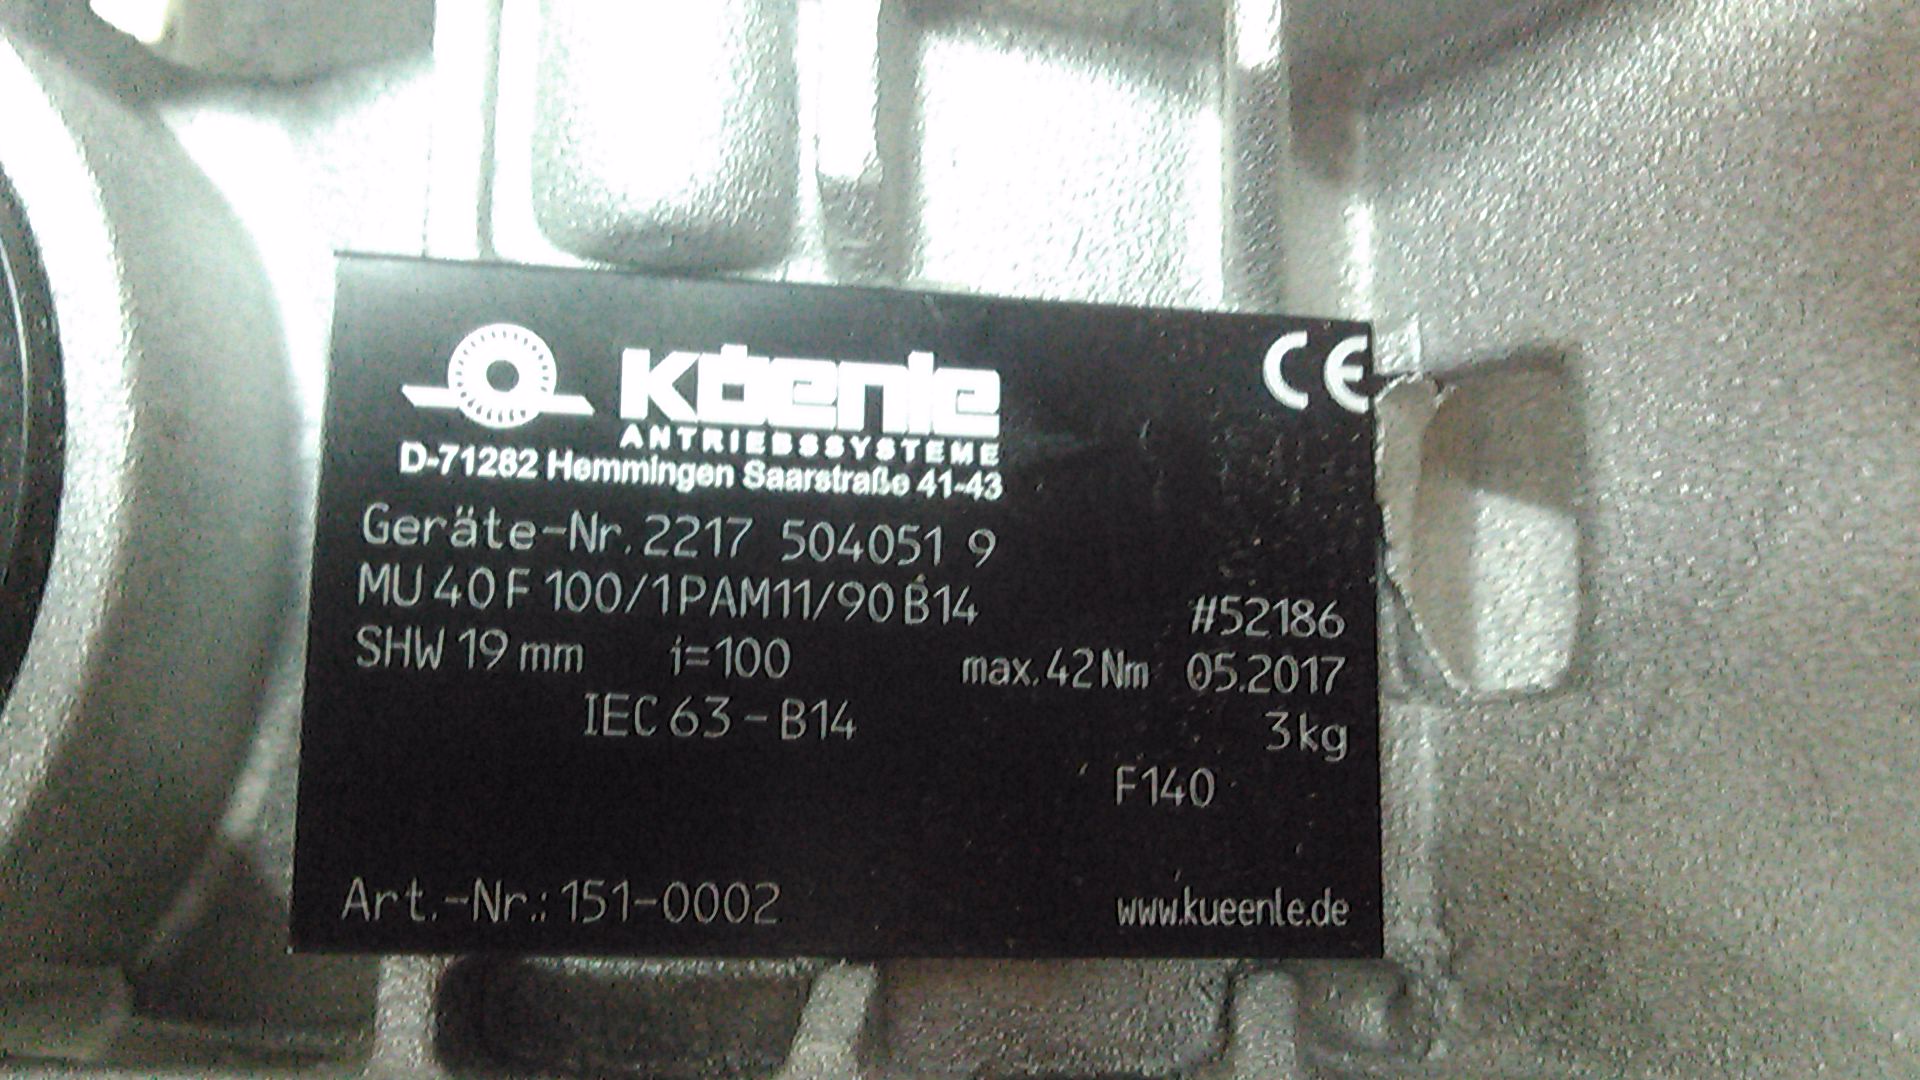 Küenle
CE
ANTRIEBSSYSTEME
D-71282 Hemmingen Saarstraße 41-43
Geräte-Nr. 2217 504051 9
MU 40 F 100/1PAM11/90 B14 #52186
SHW 19 mm i=100 max. 42 Nm 05.2017
IEC 63-B14 3kg
F140
Art.-Nr.: 151-0002 www.kueenle.de